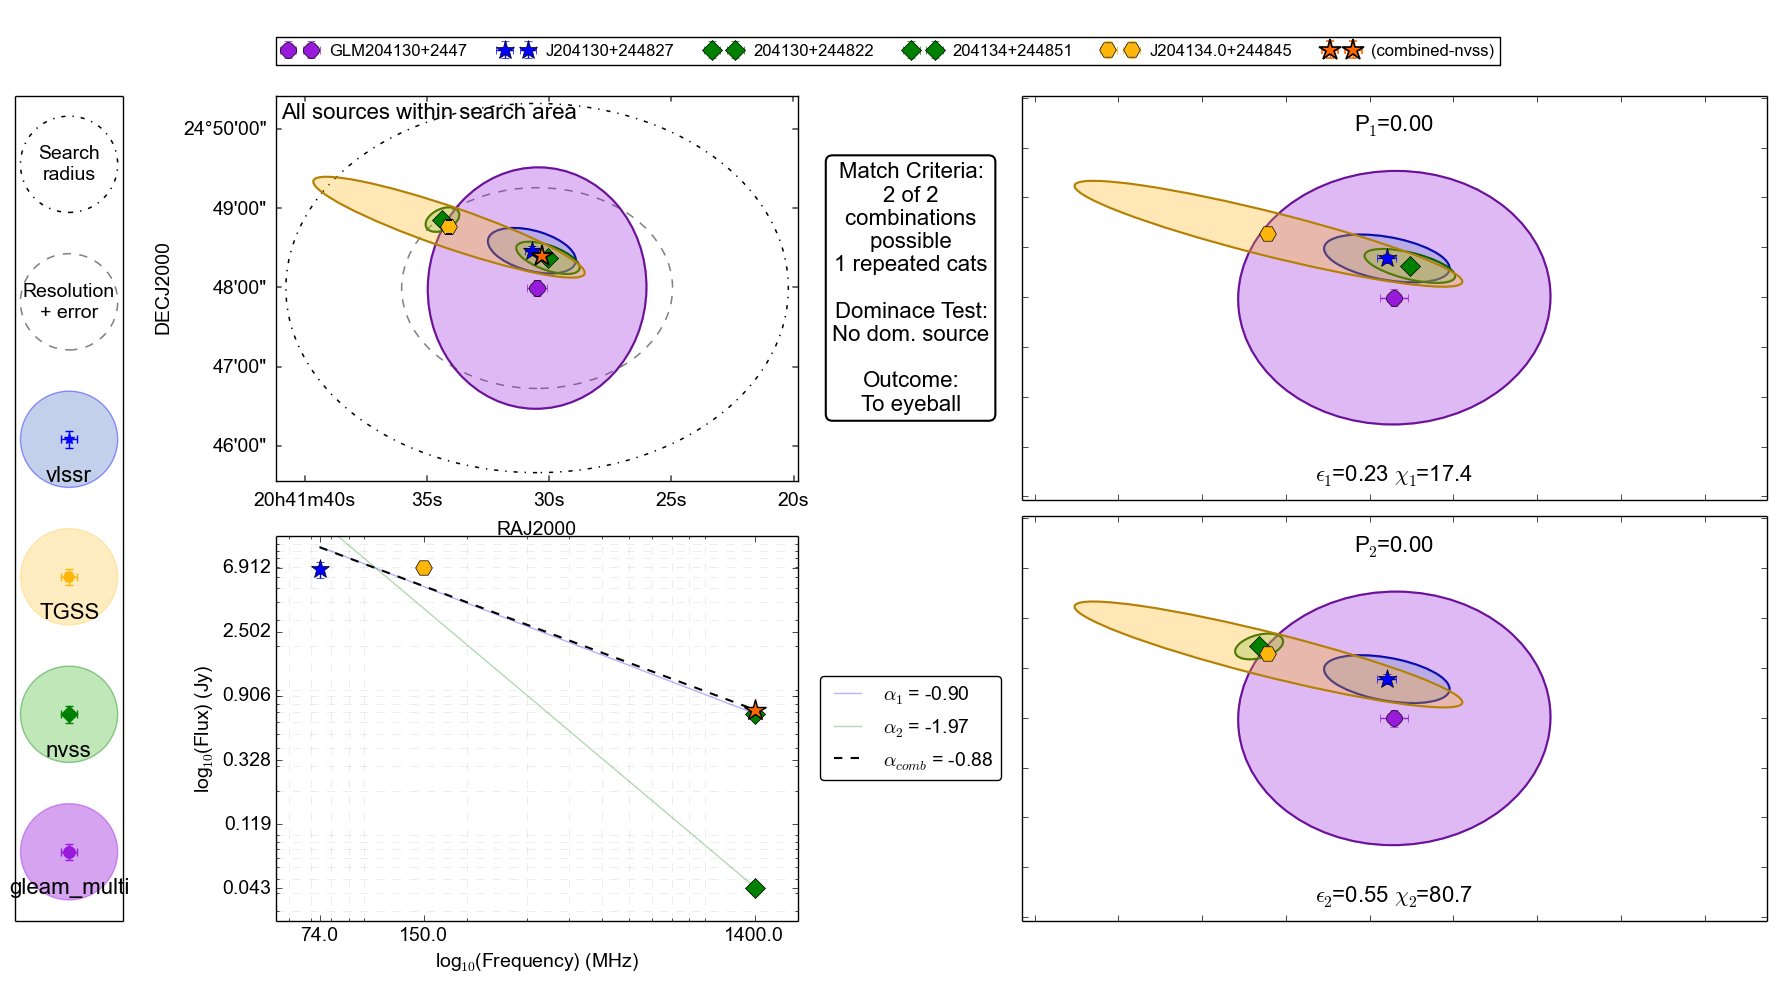 GLM204130+2447 J204130+244827 204130+244822 204134+244851 J204134.0+244845 (combined-nvss)
Search
radius
Resolution
+ error
vlssr
TGSS
nvss
gleam_multi
All sources within search area
DECJ2000
24°50'00"
49'00"
48'00"
47'00"
46'00"
20h41m40s 35s 30s 25s 20s
RAJ2000
Match Criteria:
2 of 2
combinations
possible
1 repeated cats
Dominace Test:
No dom. source
Outcome:
To eyeball
P₁=0.00
ϵ₁=0.23 χ₁=17.4
log₁₀(Flux) (Jy)
6.912
2.502
0.906
0.328
0.119
0.043
74.0 150.0 1400.0
log₁₀(Frequency) (MHz)
α₁ = -0.90
α₂ = -1.97
α_comb = -0.88
P₂=0.00
ϵ₂=0.55 χ₂=80.7